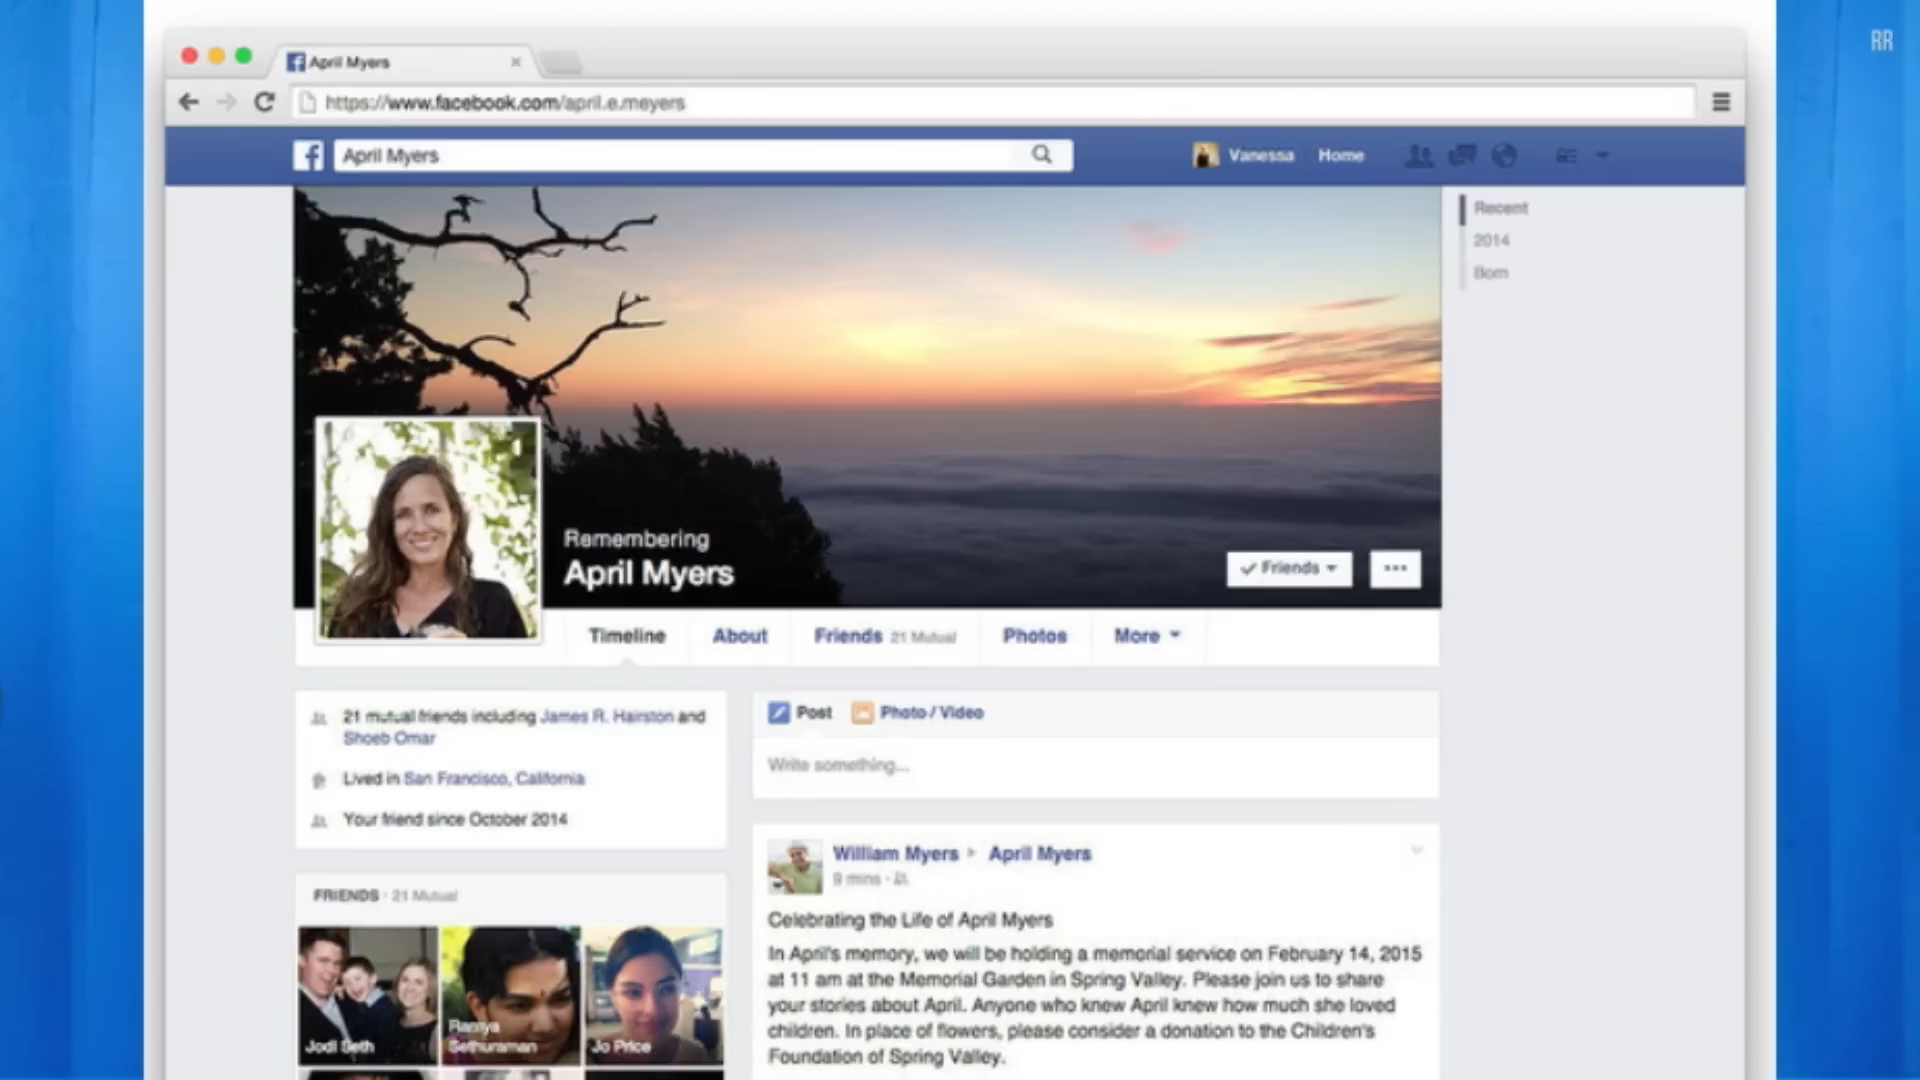 RR
April Myers
https://www.facebook.com/april.e.meyers
April Myers
Vanessa
Home
Recent
2014
Born
Remembering
April Myers
Friends
Timeline
About
Friends 21 Mutual
Photos
More
21 mutual friends including James R. Hairston and
Shoeb Omar
Lived in San Francisco, California
Your friend since October 2014
FRIENDS · 21 Mutual
Jodi Seth
Ramya
Sethuraman
Jo Price
Post
Photo / Video
Write something...
William Myers
April Myers
9 mins ·
Celebrating the Life of April Myers
In April's memory, we will be holding a memorial service on February 14, 2015
at 11 am at the Memorial Garden in Spring Valley. Please join us to share
your stories about April. Anyone who knew April knew how much she loved
children. In place of flowers, please consider a donation to the Children's
Foundation of Spring Valley.